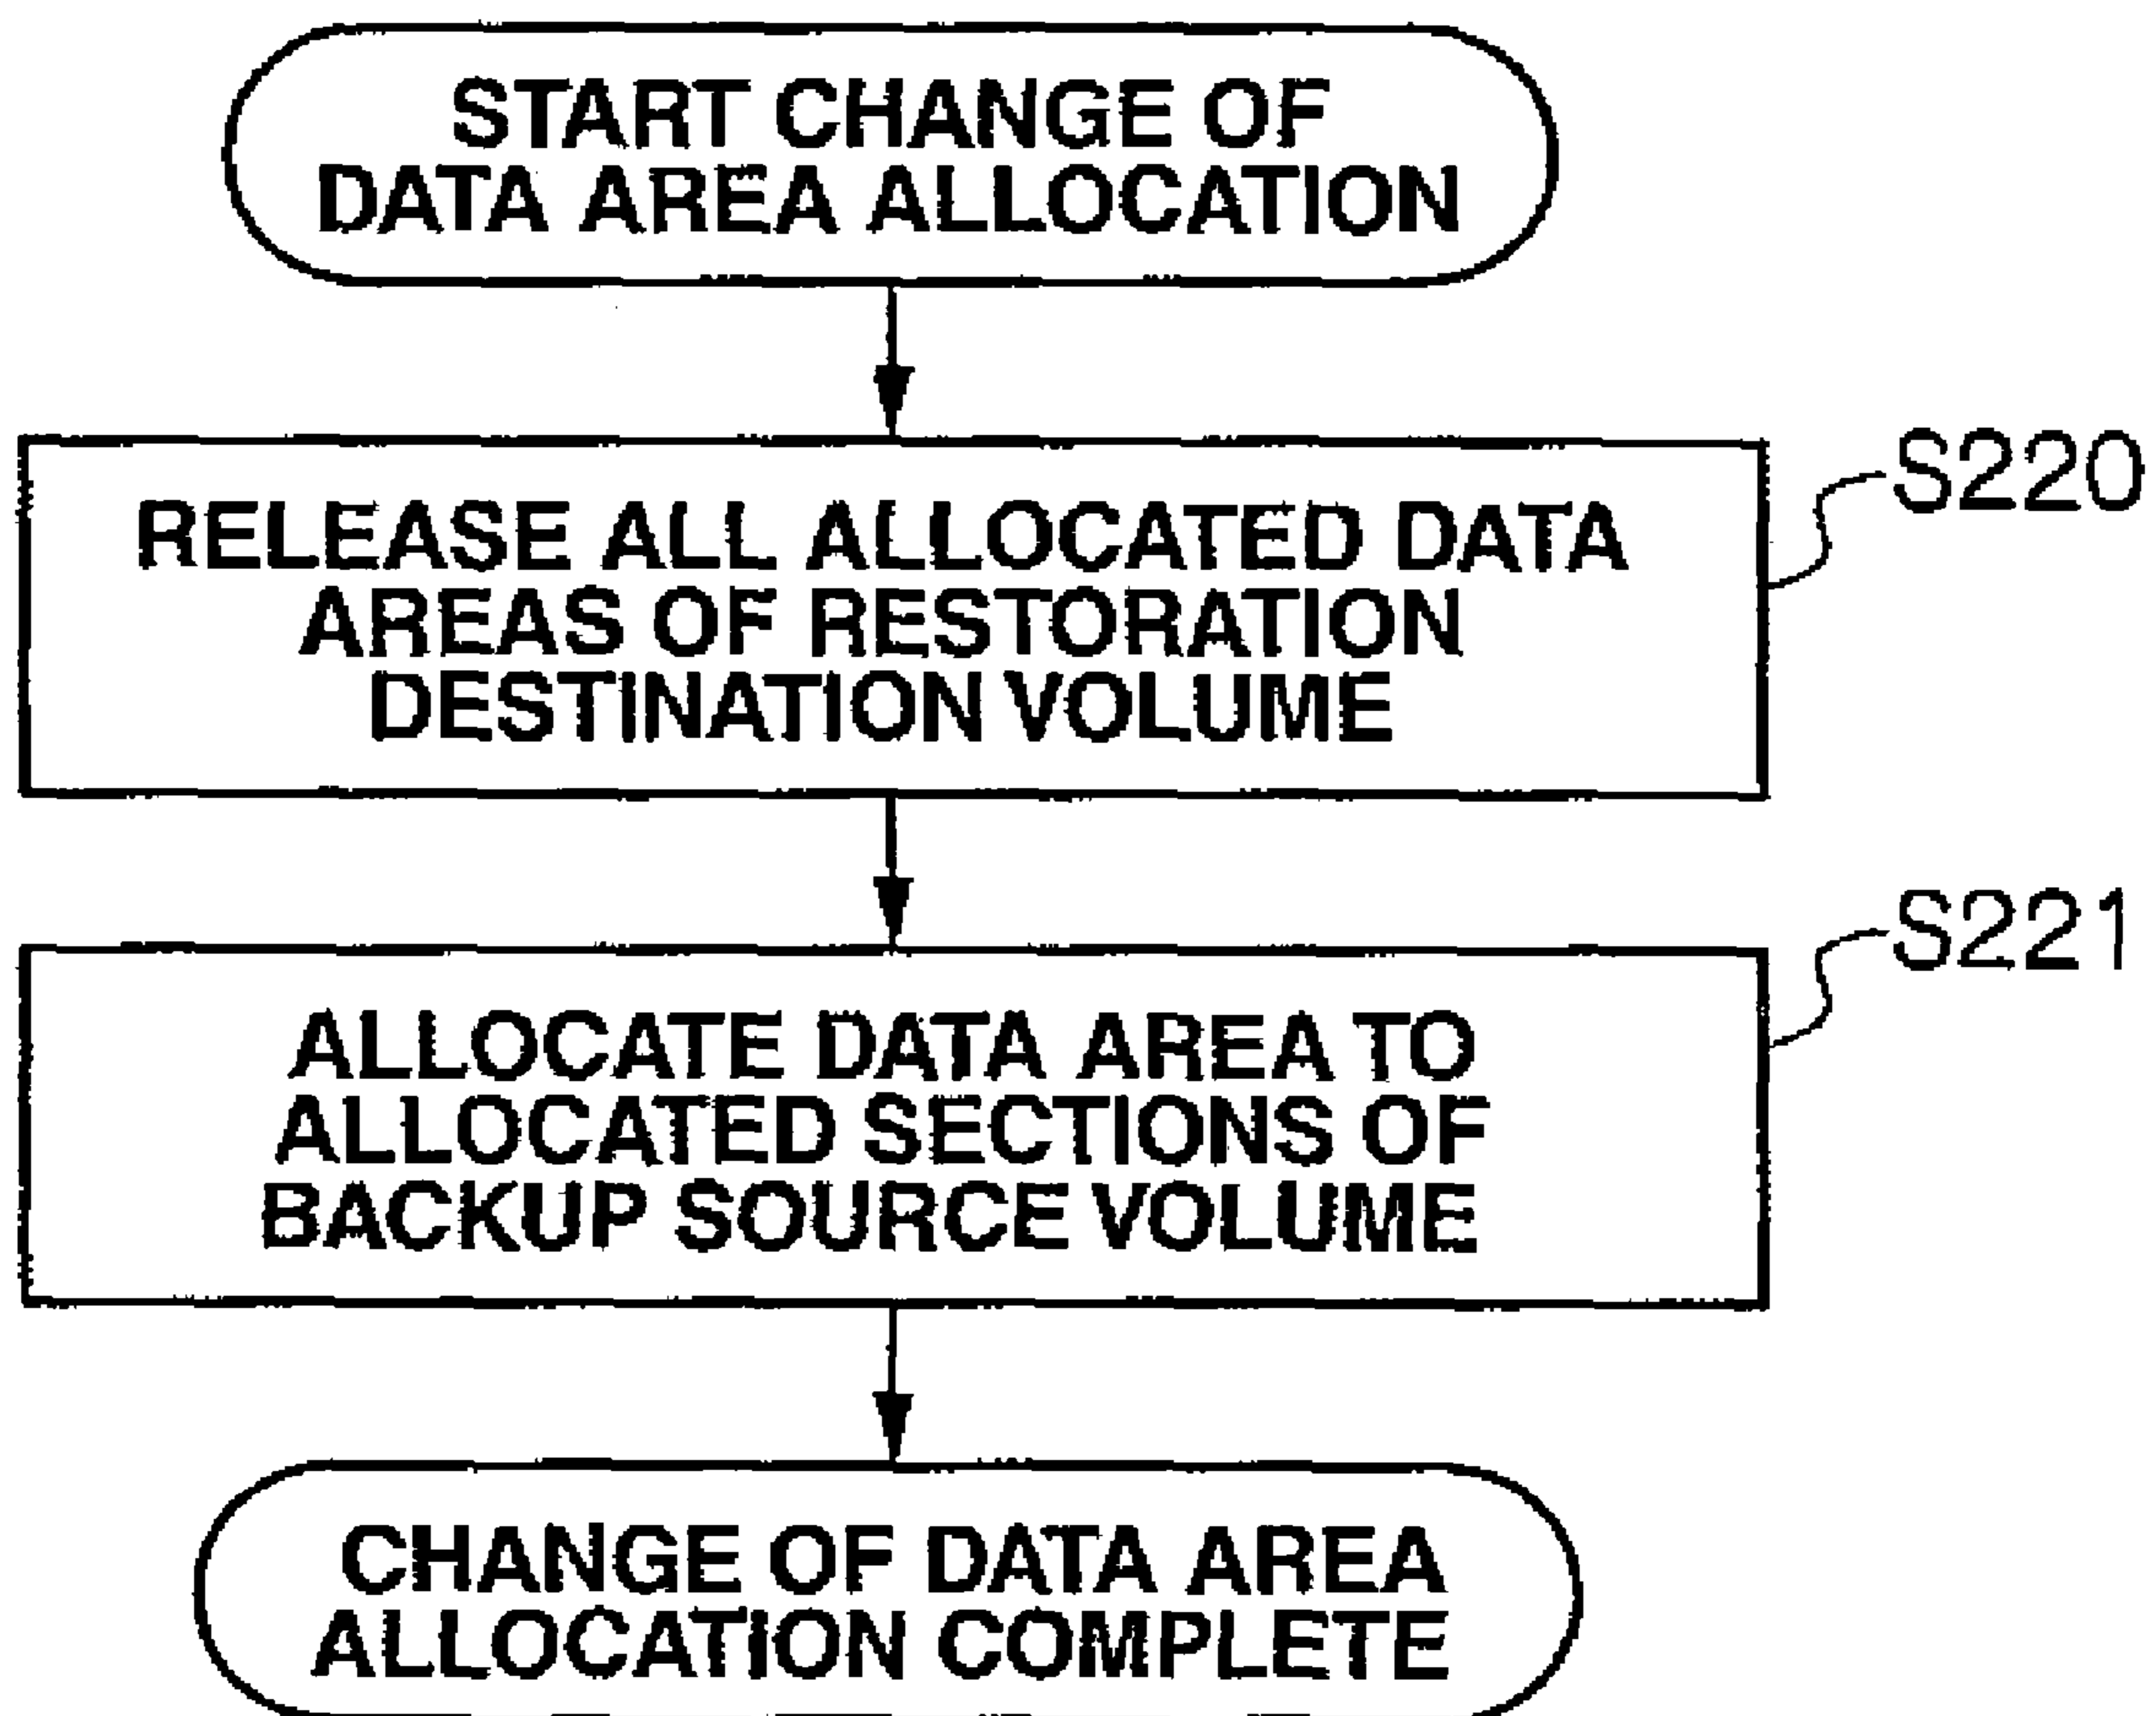 START CHANGE OF
DATA AREA ALLOCATION
S220
RELEASE ALL ALLOCATED DATA
AREAS OF RESTORATION
DESTINATION VOLUME
S221
ALLOCATE DATA AREA TO
ALLOCATED SECTIONS OF
BACKUP SOURCE VOLUME
CHANGE OF DATA AREA
ALLOCATION COMPLETE